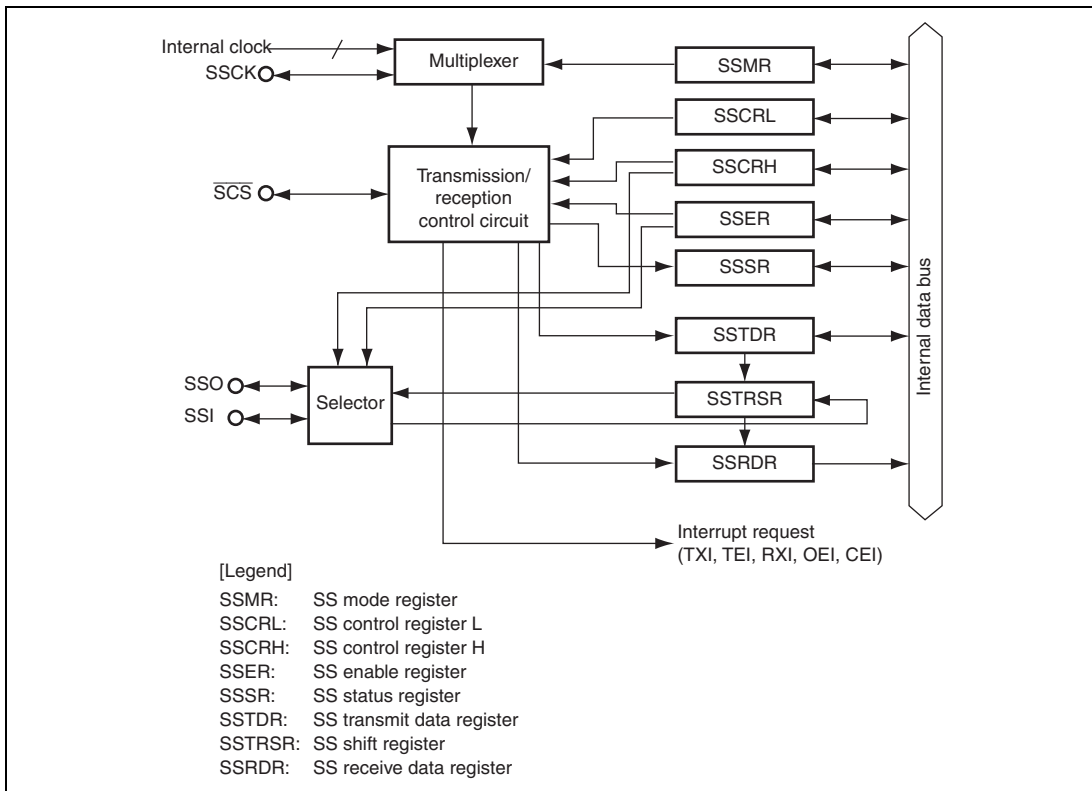 Internal clock
SSCK
Multiplexer
SSMR
SSCRL
SCS
Transmission/
reception
control circuit
SSCRH
SSER
SSSR
Internal data bus
SSTDR
SSO
SSI
Selector
SSTRSR
SSRDR
Interrupt request
(TXI, TEI, RXI, OEI, CEI)
[Legend]
SSMR: SS mode register
SSCRL: SS control register L
SSCRH: SS control register H
SSER: SS enable register
SSSR: SS status register
SSTDR: SS transmit data register
SSTRSR: SS shift register
SSRDR: SS receive data register